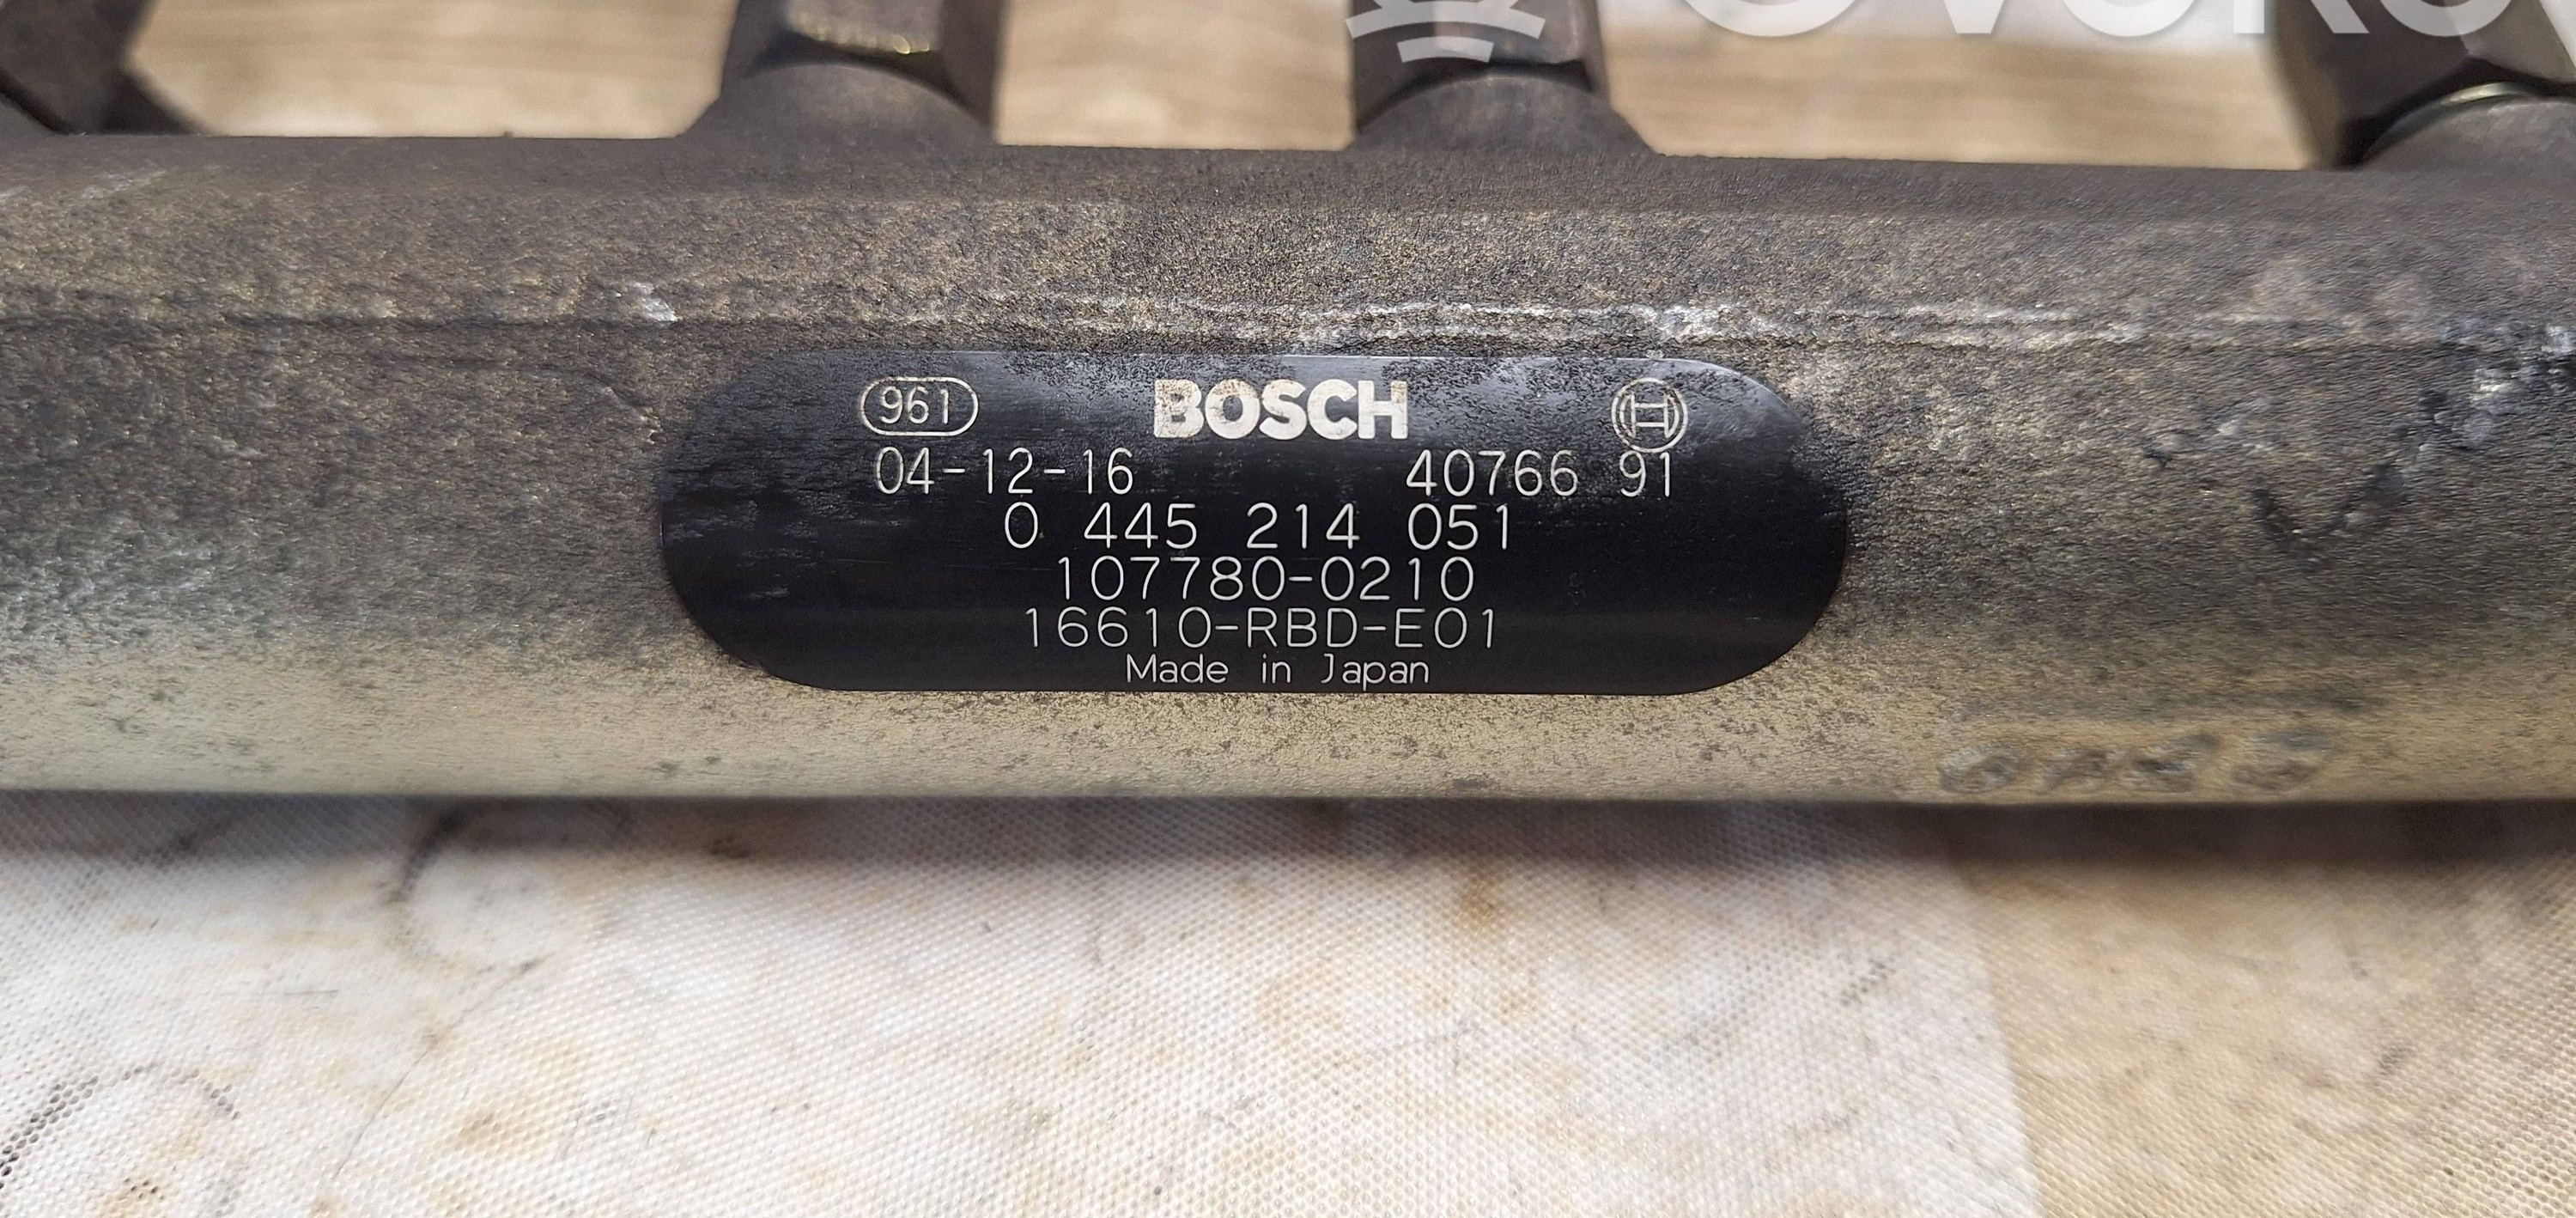 961 BOSCH
04-12-16 40766 91
0 445 214 051
107780-0210
16610-RBD-E01
Made in Japan